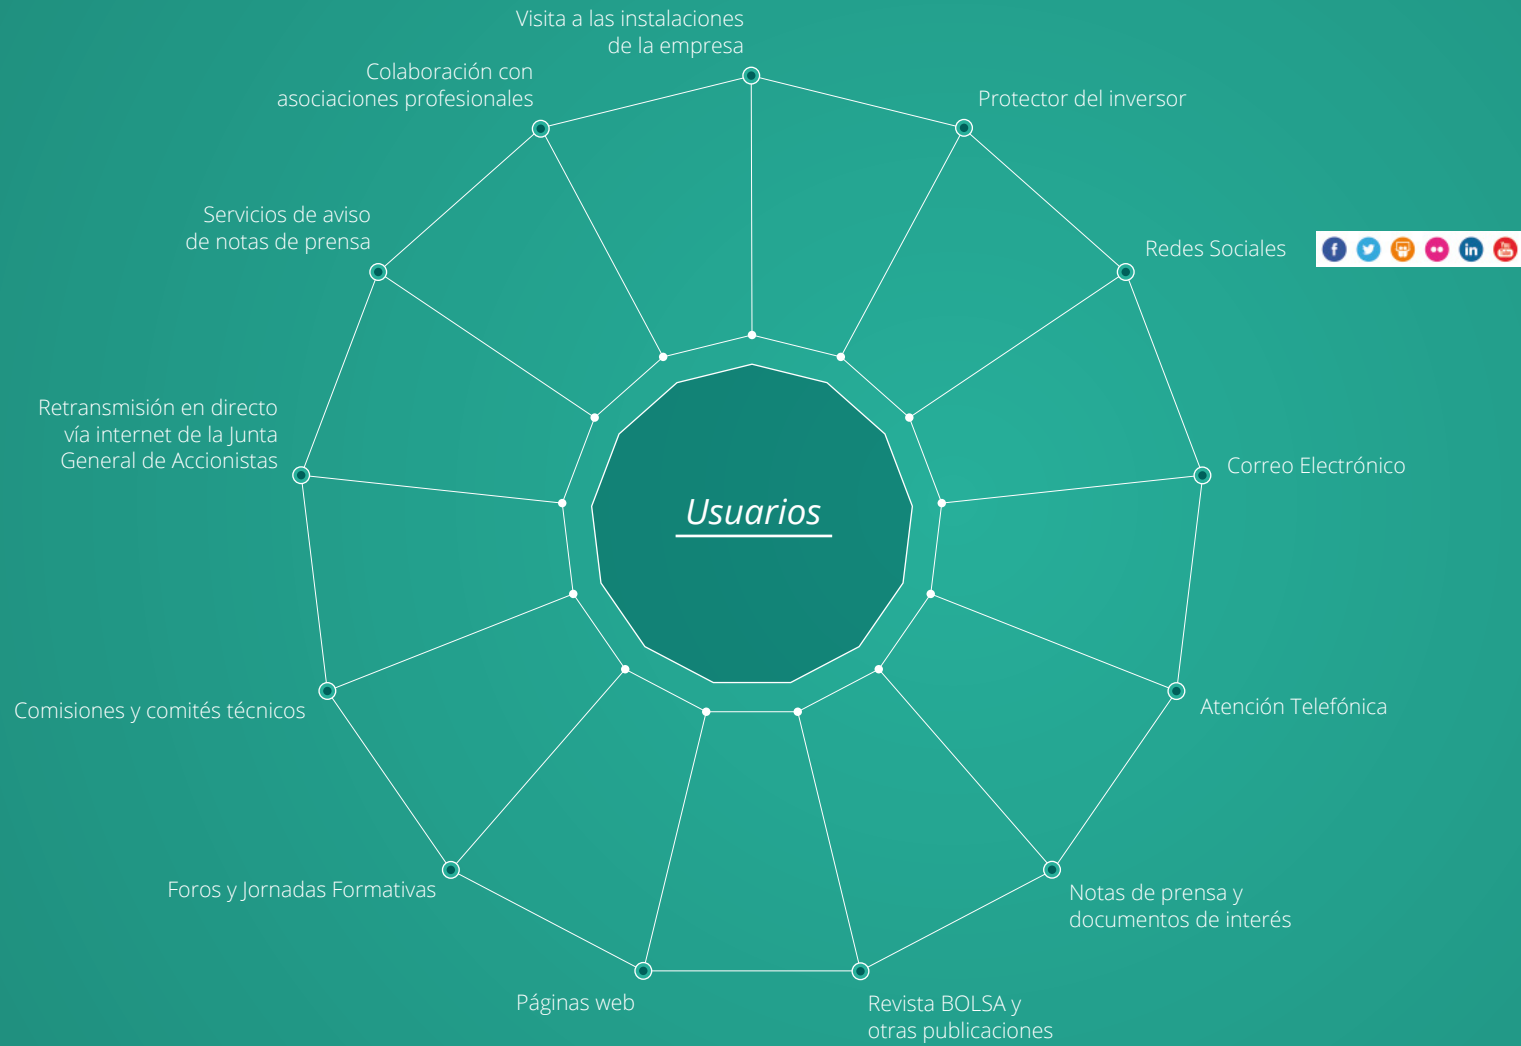 Visita a las instalaciones
de la empresa
Colaboración con
asociaciones profesionales
Protector del inversor
Servicios de aviso
de notas de prensa
Redes Sociales
Retransmisión en directo
vía internet de la Junta
General de Accionistas
Correo Electrónico
Usuarios
Comisiones y comités técnicos
Atención Telefónica
Foros y Jornadas Formativas
Notas de prensa y
documentos de interés
Páginas web
Revista BOLSA y
otras publicaciones